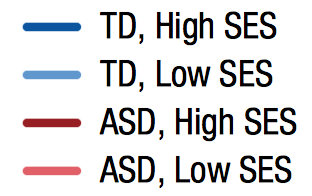 TD, High SES
TD, Low SES
ASD, High SES
ASD, Low SES